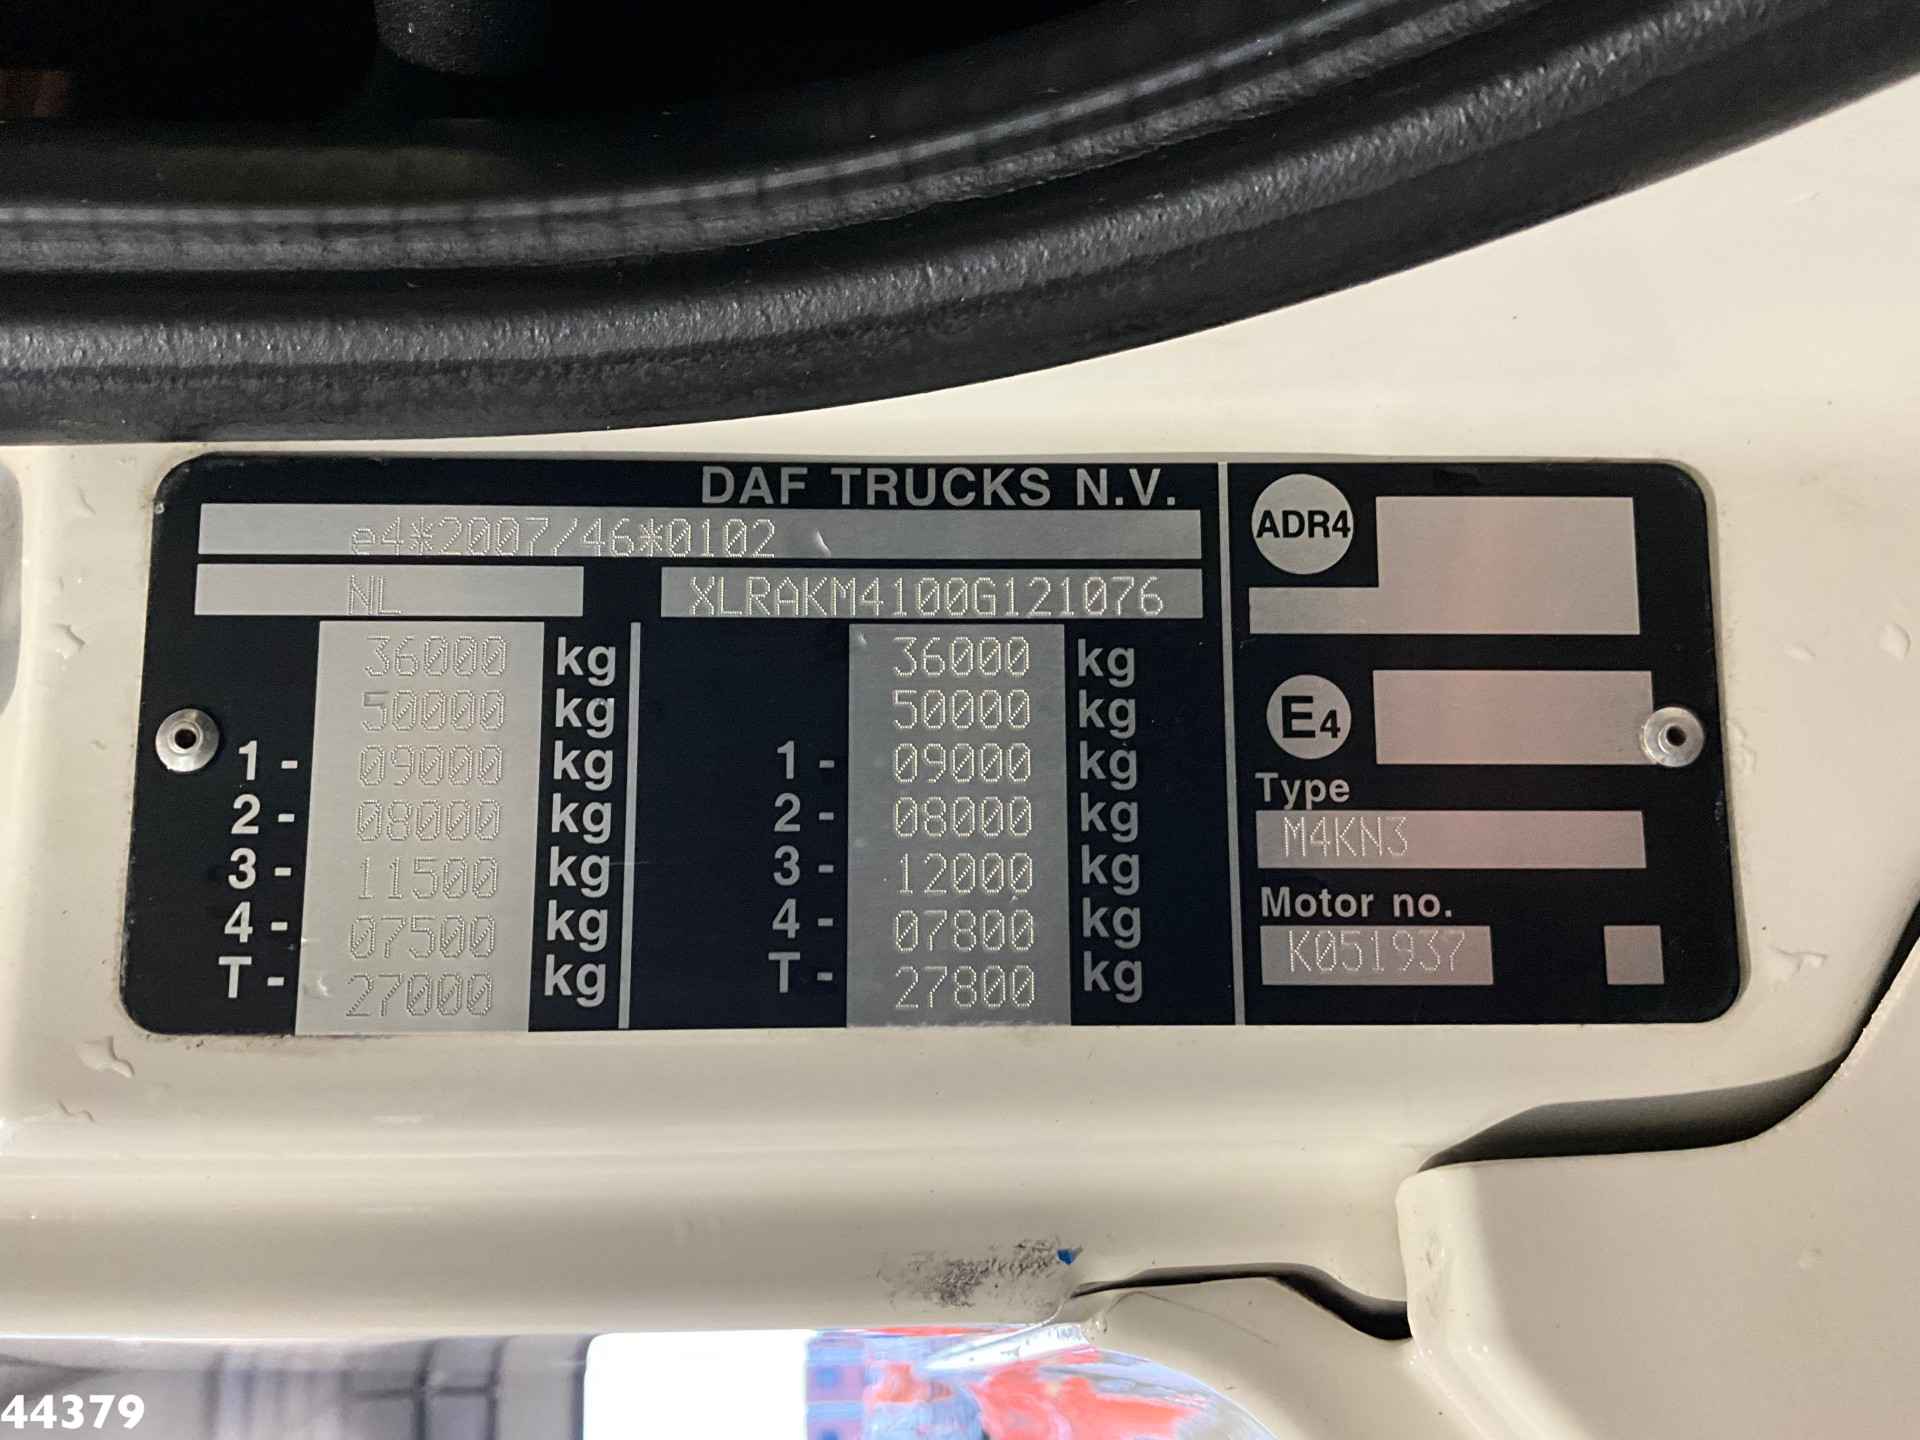 DAF TRUCKS N.V.
e4*2007/46*0102
NL XLRAKM4100G121076
36000 kg 36000 kg
50000 kg 50000 kg
1 - 09000 kg 1 - 09000 kg
2 - 08000 kg 2 - 08000 kg
3 - 11500 kg 3 - 12000 kg
4 - 07500 kg 4 - 07800 kg
T - 27000 kg T - 27800 kg
ADR4
E4
Type
M4KN3
Motor no.
K051937
44379